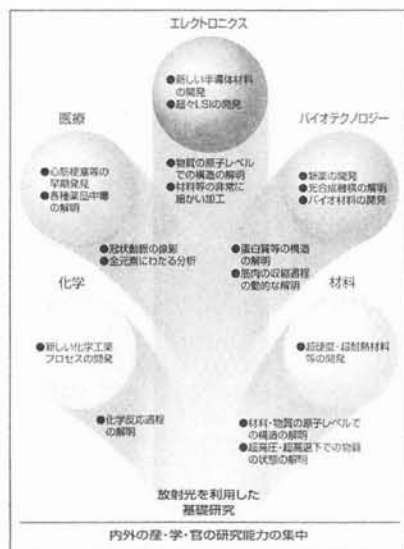 エレクトロニクス
●新しい半導体材料
の開発
●超々LSIの開発
医療
バイオテクノロジー
●心筋梗塞等の
早期発見
●各種薬品中毒
の解明
●物質の原子レベル
での構造の解明
●材料等の非常に
細かい加工
●新薬の開発
●光合成機構の解明
●バイオ材料の開発
●冠状動脈の撮影
●全元素にわたる分析
●蛋白質等の構造
の解明
●筋肉の収縮過程の
動的な解明
化学
材料
●新しい化学工業
プロセスの開発
●超硬度・超耐熱材料
等の開発
●化学反応過程
の解明
●材料・物質の原子レベルで
の構造の解明
●超高圧・超高温下での物質
の状態の解明
放射光を利用した
基礎研究
内外の産・学・官の研究能力の集中